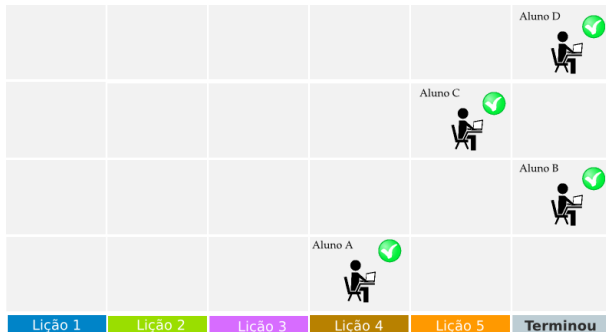 Aluno D
Aluno C
Aluno B
Aluno A
Lição 1
Lição 2
Lição 3
Lição 4
Lição 5
Terminou